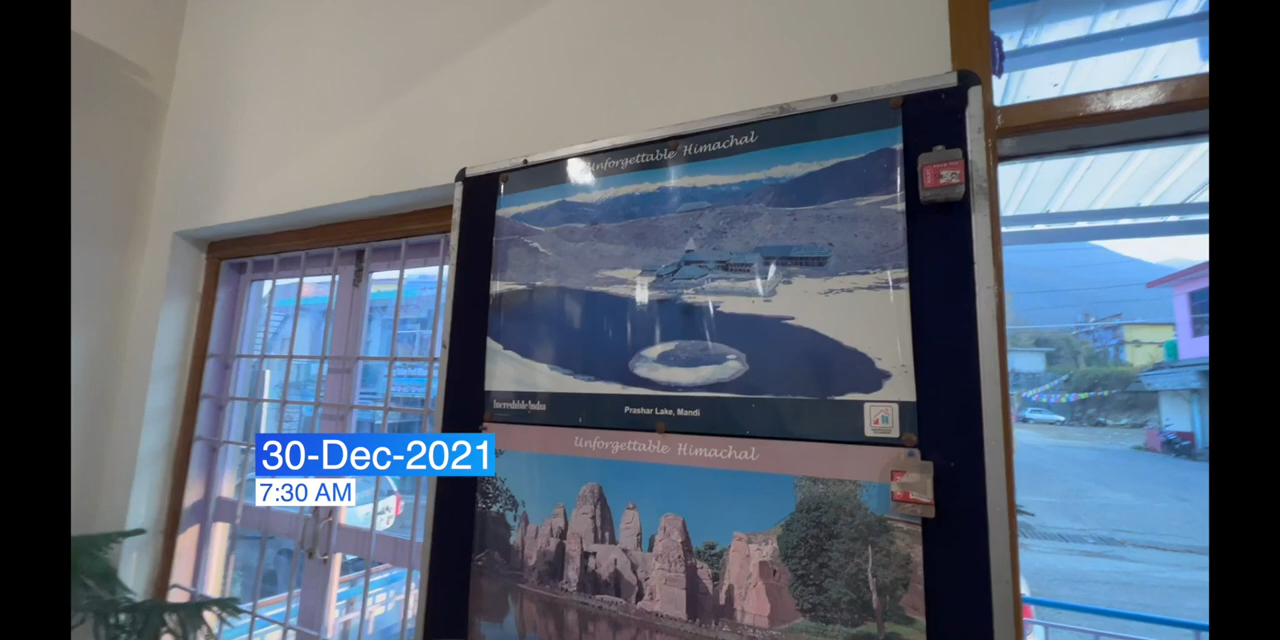 Unforgettable Himachal
Incredible India
Prashar Lake, Mandi
Unforgettable Himachal
30-Dec-2021
7:30 AM